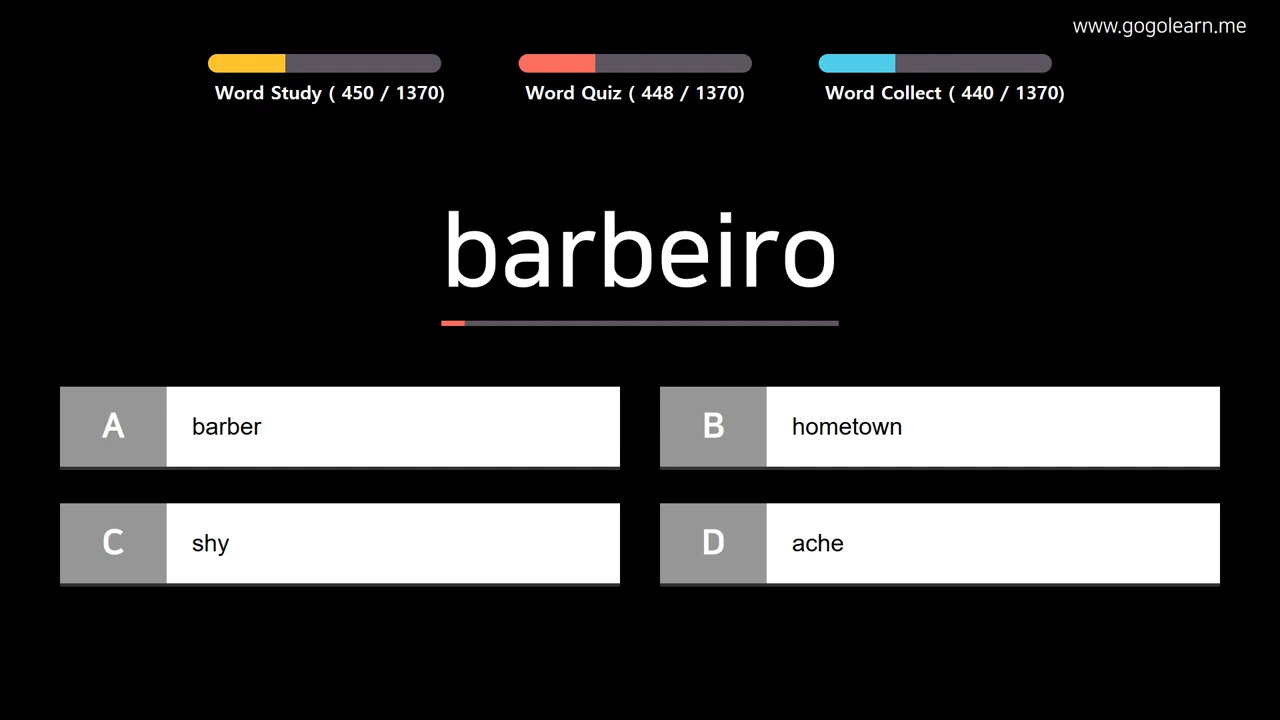 www.gogolearn.me
Word Study ( 450 / 1370)
Word Quiz ( 448 / 1370)
Word Collect ( 440 / 1370)
barbeiro
A barber
B hometown
C shy
D ache